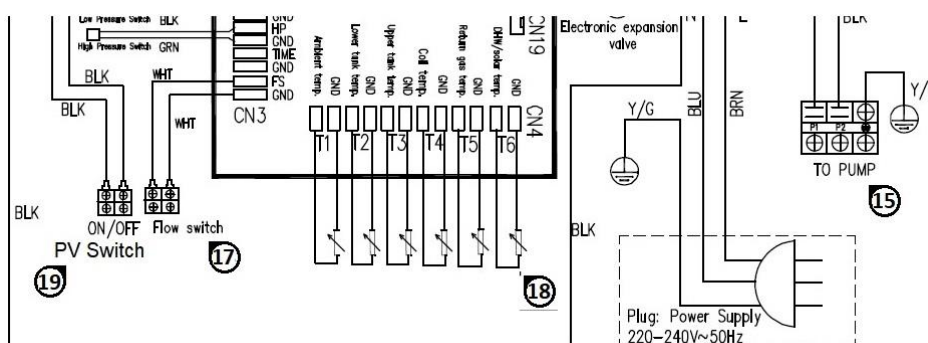 Low Pressure Switch BLK
High Pressure Switch GRN
GND
HP
GND
TIME
GND
FS
GND
CN3
BLK
BLK
WHT
WHT
BLK
ON/OFF
PV Switch
19
Flow switch
17
Ambient temp.
GND
Lower tank temp.
GND
Upper tank temp.
GND
Coil temp.
GND
Return gas temp.
GND
DHW/solar temp.
GND
CN19
CN4
T1
T2
T3
T4
T5
T6
18
Electronic expansion
valve
N
L
Y/G
BLU
BRN
BLK
Plug: Power Supply
220-240V~50Hz
BLK
P1 P2
Y/
TO PUMP
15